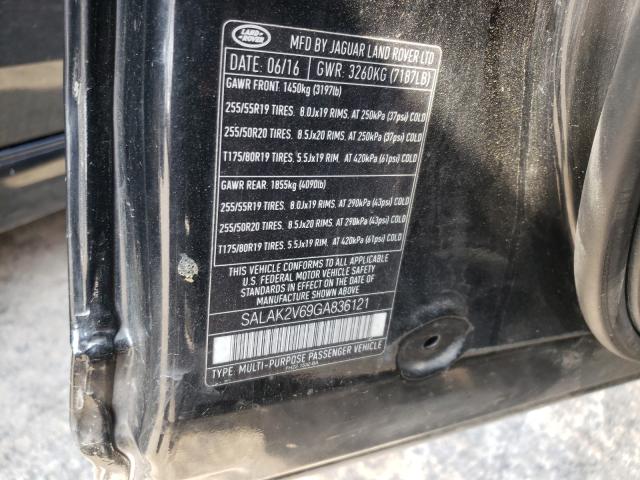 LAND ROVER
MFD BY JAGUAR LAND ROVER LTD
DATE: 06/16 GWR: 3260KG (7187LB)
GAWR FRONT: 1450kg (3197lb)
255/55R19 TIRES. 8.0Jx19 RIMS. AT 250kPa (37psi) COLD
255/50R20 TIRES. 8.5Jx20 RIMS. AT 250kPa (37psi) COLD
T175/80R19 TIRES. 5.5Jx19 RIM. AT 420kPa (61psi) COLD
GAWR REAR: 1855kg (4090lb)
255/55R19 TIRES. 8.0Jx19 RIMS. AT 290kPa (43psi) COLD
255/50R20 TIRES. 8.5Jx20 RIMS. AT 290kPa (43psi) COLD
T175/80R19 TIRES. 5.5Jx19 RIM. AT 420kPa (61psi) COLD
THIS VEHICLE CONFORMS TO ALL APPLICABLE
U.S. FEDERAL MOTOR VEHICLE SAFETY
STANDARDS IN EFFECT ON THE DATE OF
MANUFACTURE SHOWN ABOVE
SALAK2V69GA836121
TYPE: MULTI-PURPOSE PASSENGER VEHICLE